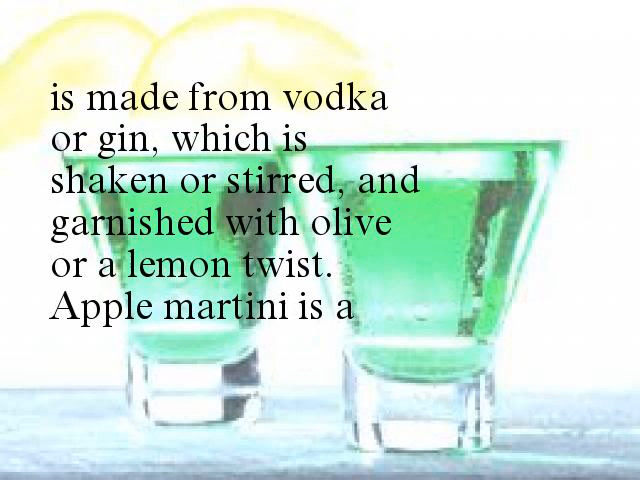 is made from vodka
or gin, which is
shaken or stirred, and
garnished with olive
or a lemon twist.
Apple martini is a